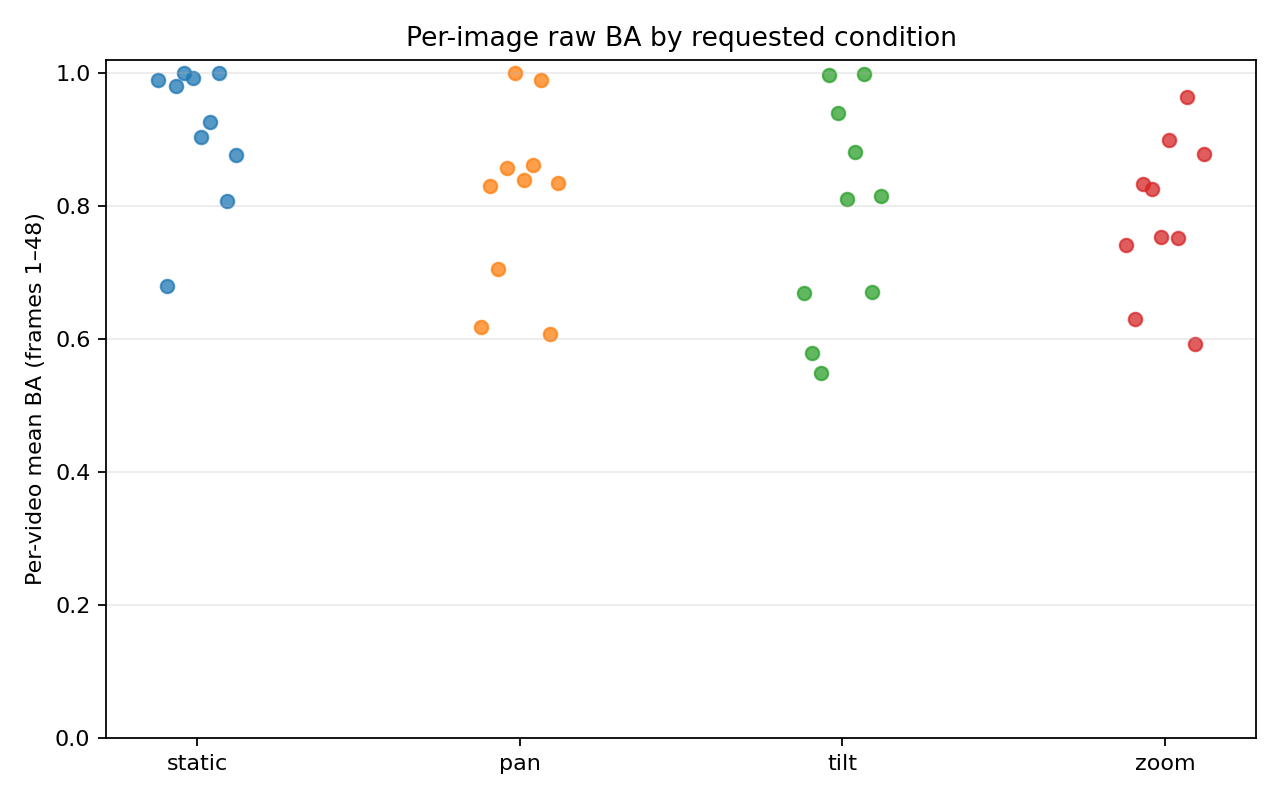 Per-image raw BA by requested condition
Per-video mean BA (frames 1–48)
1.0
0.8
0.6
0.4
0.2
0.0
static pan tilt zoom